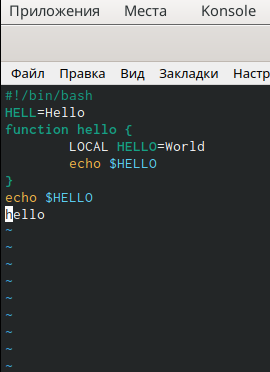 Приложения Места Konsole
Файл Правка Вид Закладки Настр
#!/bin/bash
HELL=Hello
function hello {
        LOCAL HELLO=World
        echo $HELLO
}
echo $HELLO
hello
~
~
~
~
~
~
~
~
~